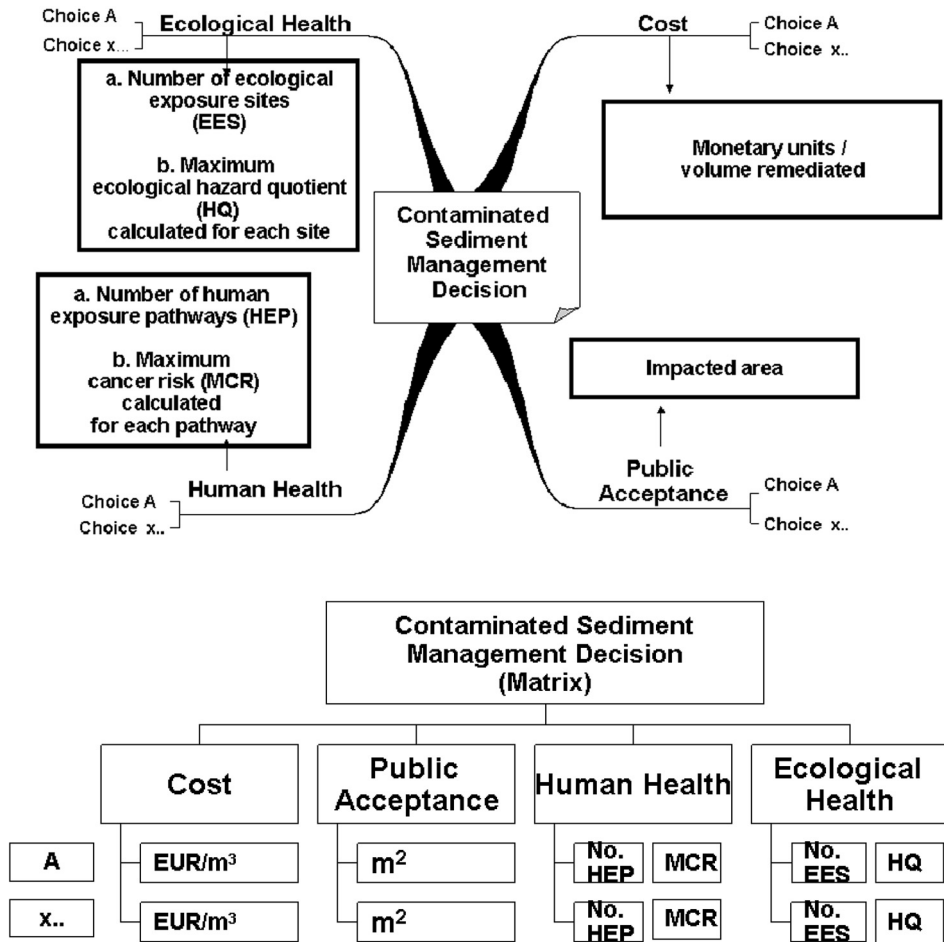 Choice A
Choice x...
Ecological Health
a. Number of ecological
exposure sites
(EES)
b. Maximum
ecological hazard quotient
(HQ)
calculated for each site
Cost
Choice A
Choice x..
Monetary units /
volume remediated
Contaminated
Sediment
Management
Decision
a. Number of human
exposure pathways (HEP)
b. Maximum
cancer risk (MCR)
calculated
for each pathway
Human Health
Choice A
Choice x..
Impacted area
Public
Acceptance
Choice A
Choice x..
Contaminated Sediment
Management Decision
(Matrix)
Cost
Public
Acceptance
Human Health
Ecological
Health
A
EUR/m³
m²
No.
HEP
MCR
No.
EES
HQ
x..
EUR/m³
m²
No.
HEP
MCR
No.
EES
HQ